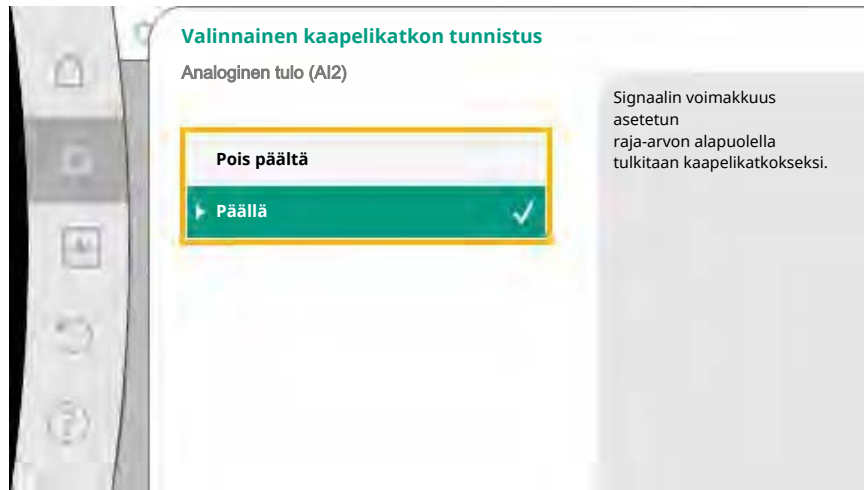 Valinnainen kaapelikatkon tunnistus
Analoginen tulo (AI2)
Pois päältä
Päällä
Signaalin voimakkuus
asetetun
raja-arvon alapuolella
tulkitaan kaapelikatkokseksi.